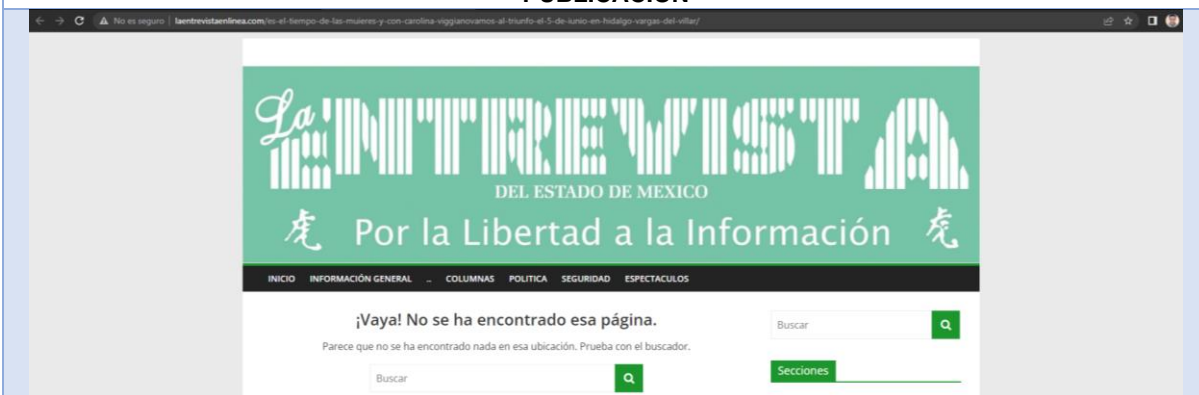 PUBLICACIÓN
No es seguro | laentrevistaenlinea.com/es-el-tiempo-de-las-mujeres-y-con-carolina-viggianovamos-al-triunfo-el-5-de-junio-en-hidalgo-vargas-del-villar/
La ENTREVISTA
DEL ESTADO DE MEXICO
虎 Por la Libertad a la Información 虎
INICIO INFORMACIÓN GENERAL .. COLUMNAS POLITICA SEGURIDAD ESPECTACULOS
¡Vaya! No se ha encontrado esa página.
Buscar
Parece que no se ha encontrado nada en esa ubicación. Prueba con el buscador.
Buscar
Secciones